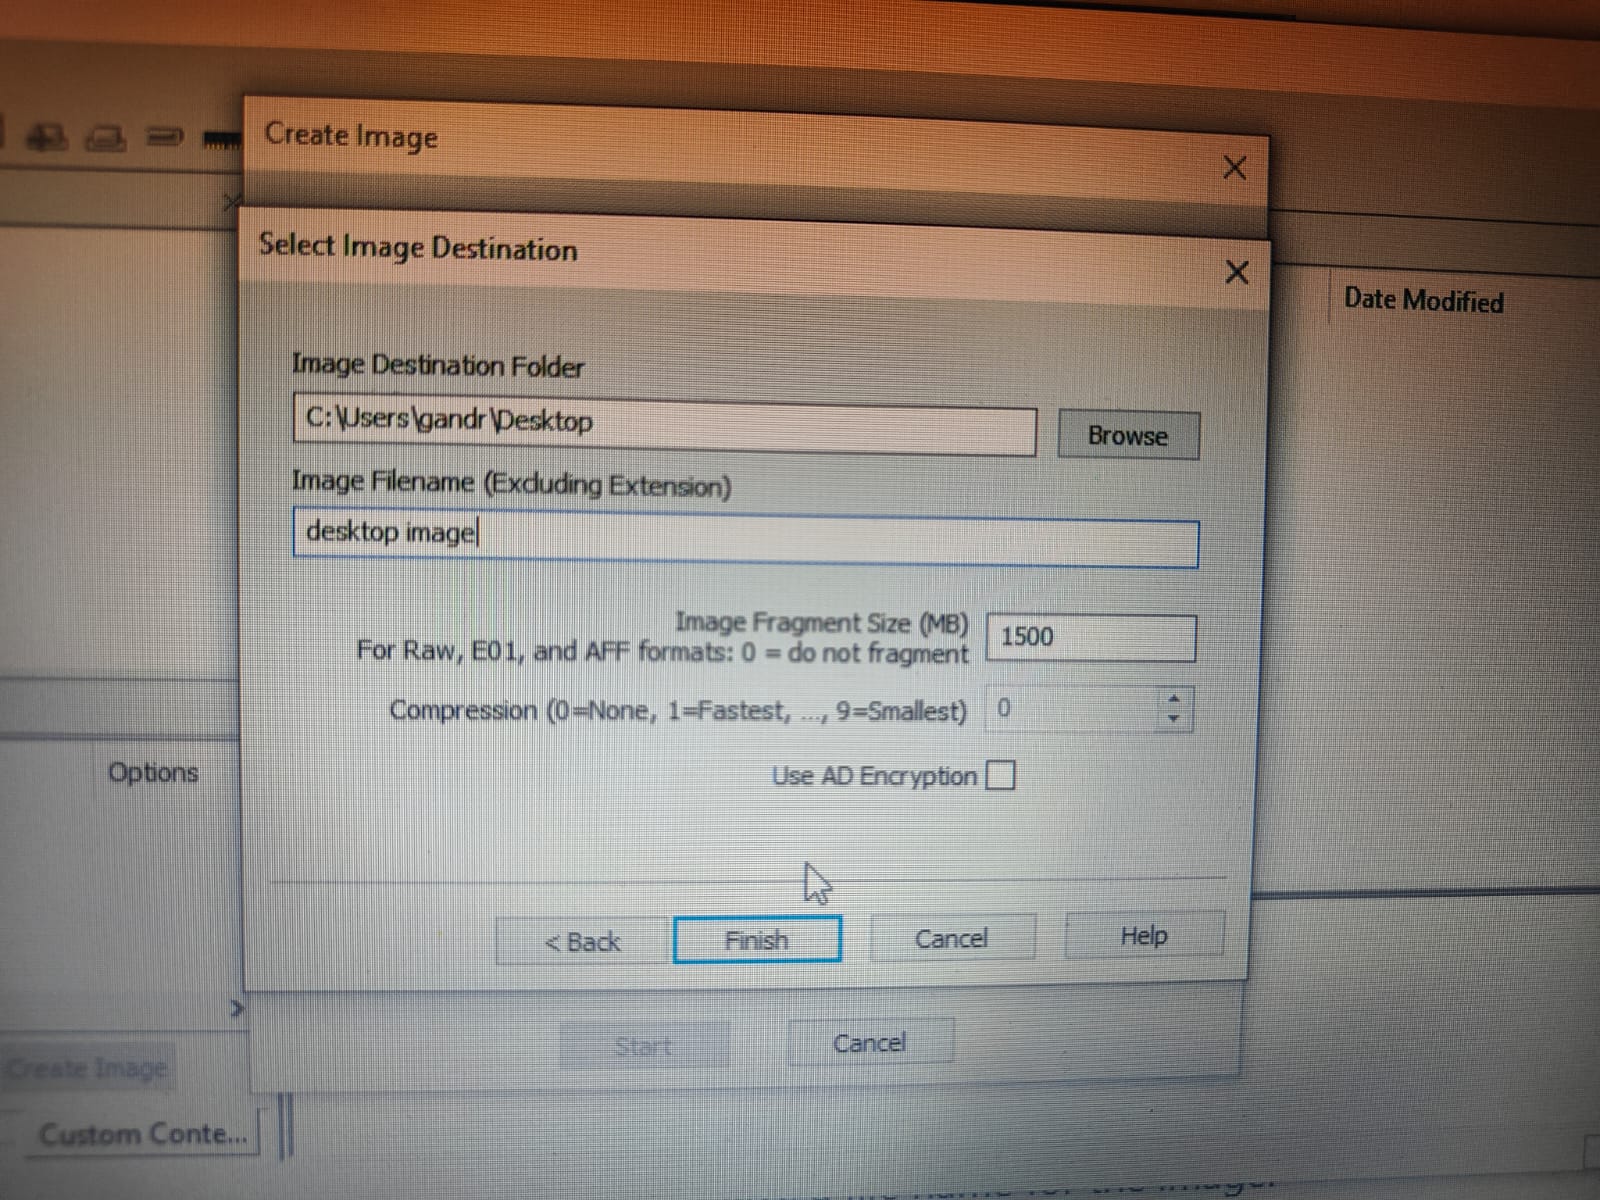 Create Image
Select Image Destination
Date Modified
Image Destination Folder
C:\Users\gandr\Desktop
Browse
Image Filename (Excluding Extension)
desktop image
Image Fragment Size (MB)
For Raw, E01, and AFF formats: 0 = do not fragment
1500
Compression (0=None, 1=Fastest, ..., 9=Smallest)
0
Options
Use AD Encryption
< Back
Finish
Cancel
Help
Start
Cancel
Create Image
Custom Conte...